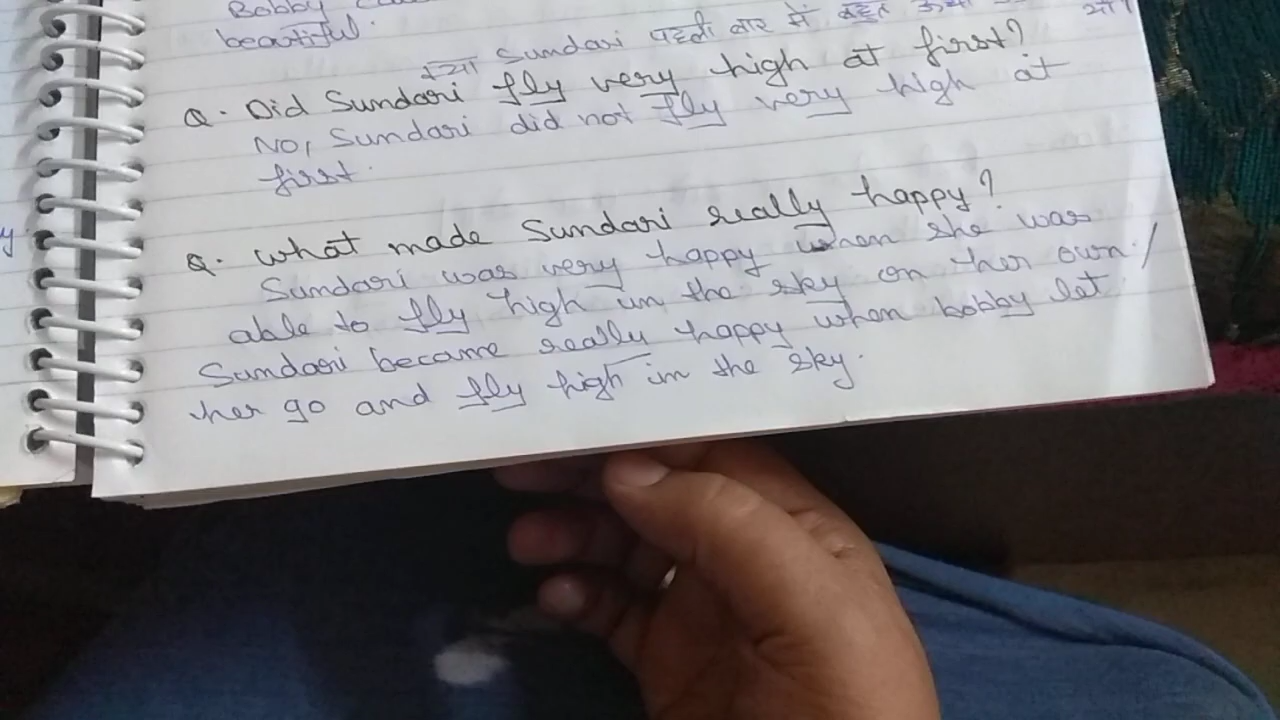 Bobby
beautiful.
क्या Sundari पहली बार में बहुत
Q. Did Sundari fly very high at first?
No, Sundari did not fly very high at
first.
Q. What made Sundari really happy?
Sundari was very happy when she was
able to fly high in the sky on her own./
Sundari became really happy when bobby let
her go and fly high in the sky.
y